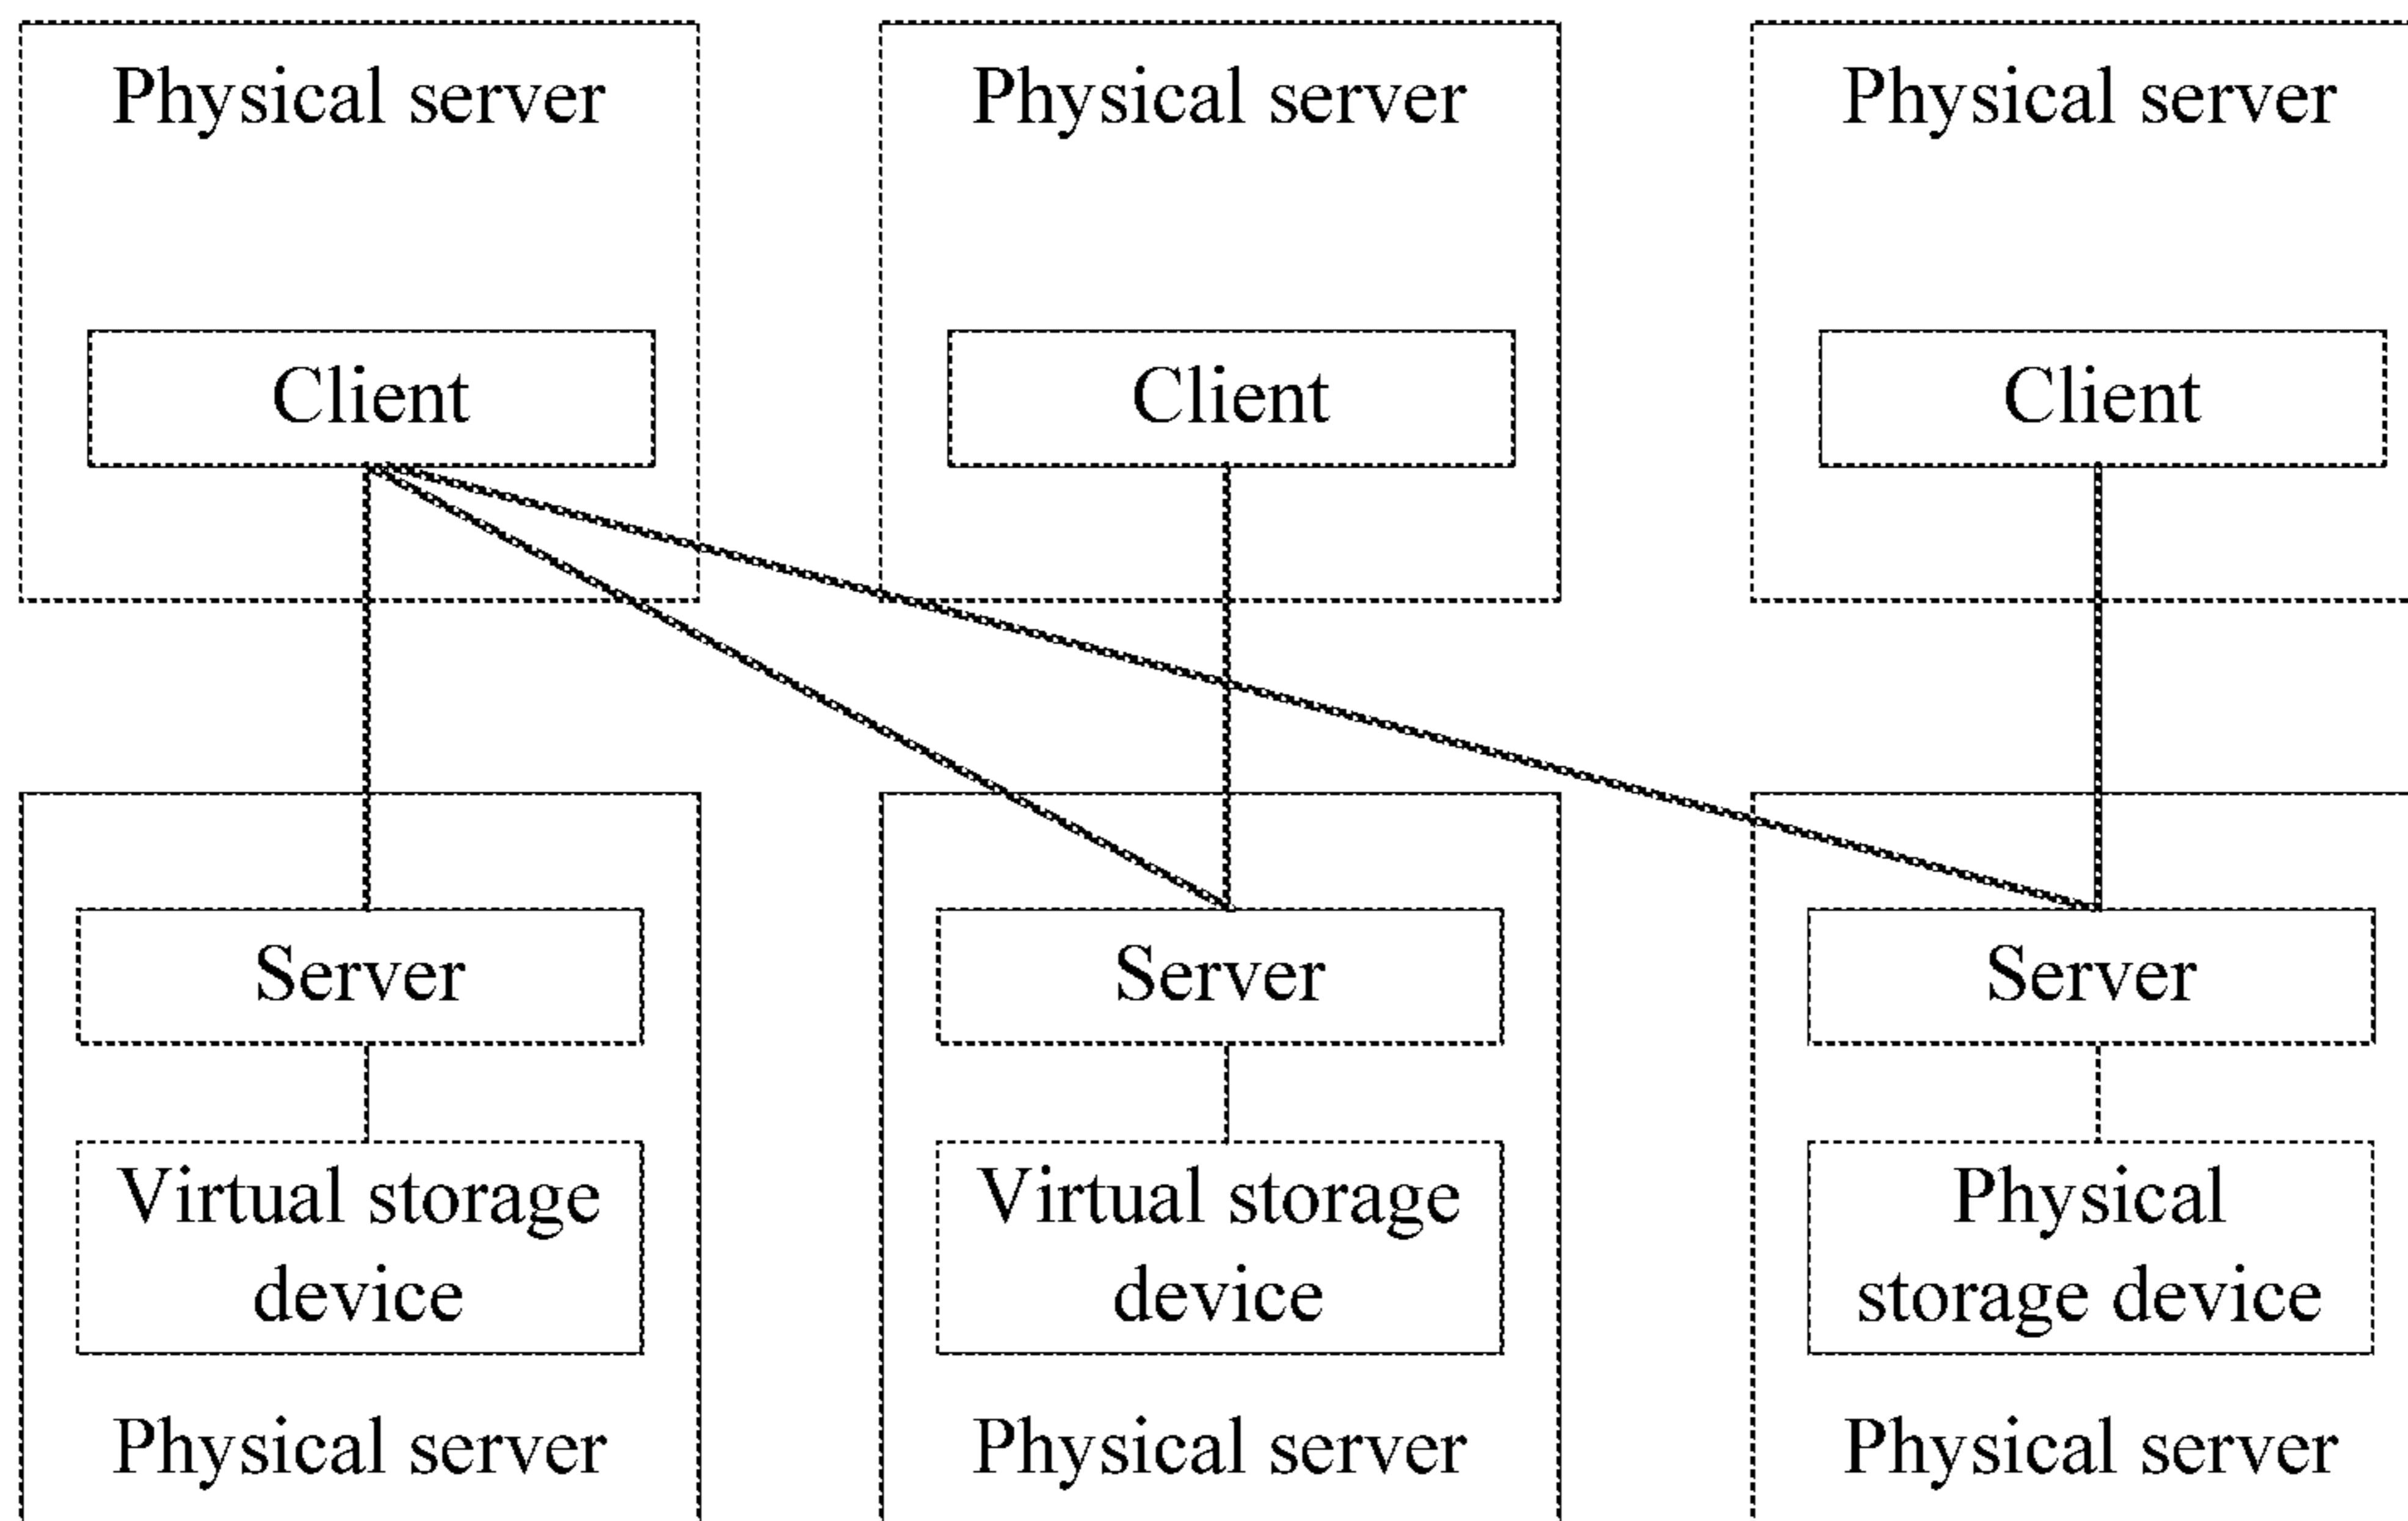 Physical server
Physical server
Physical server
Client
Client
Client
Server
Server
Server
Virtual storage
device
Virtual storage
device
Physical
storage device
Physical server
Physical server
Physical server